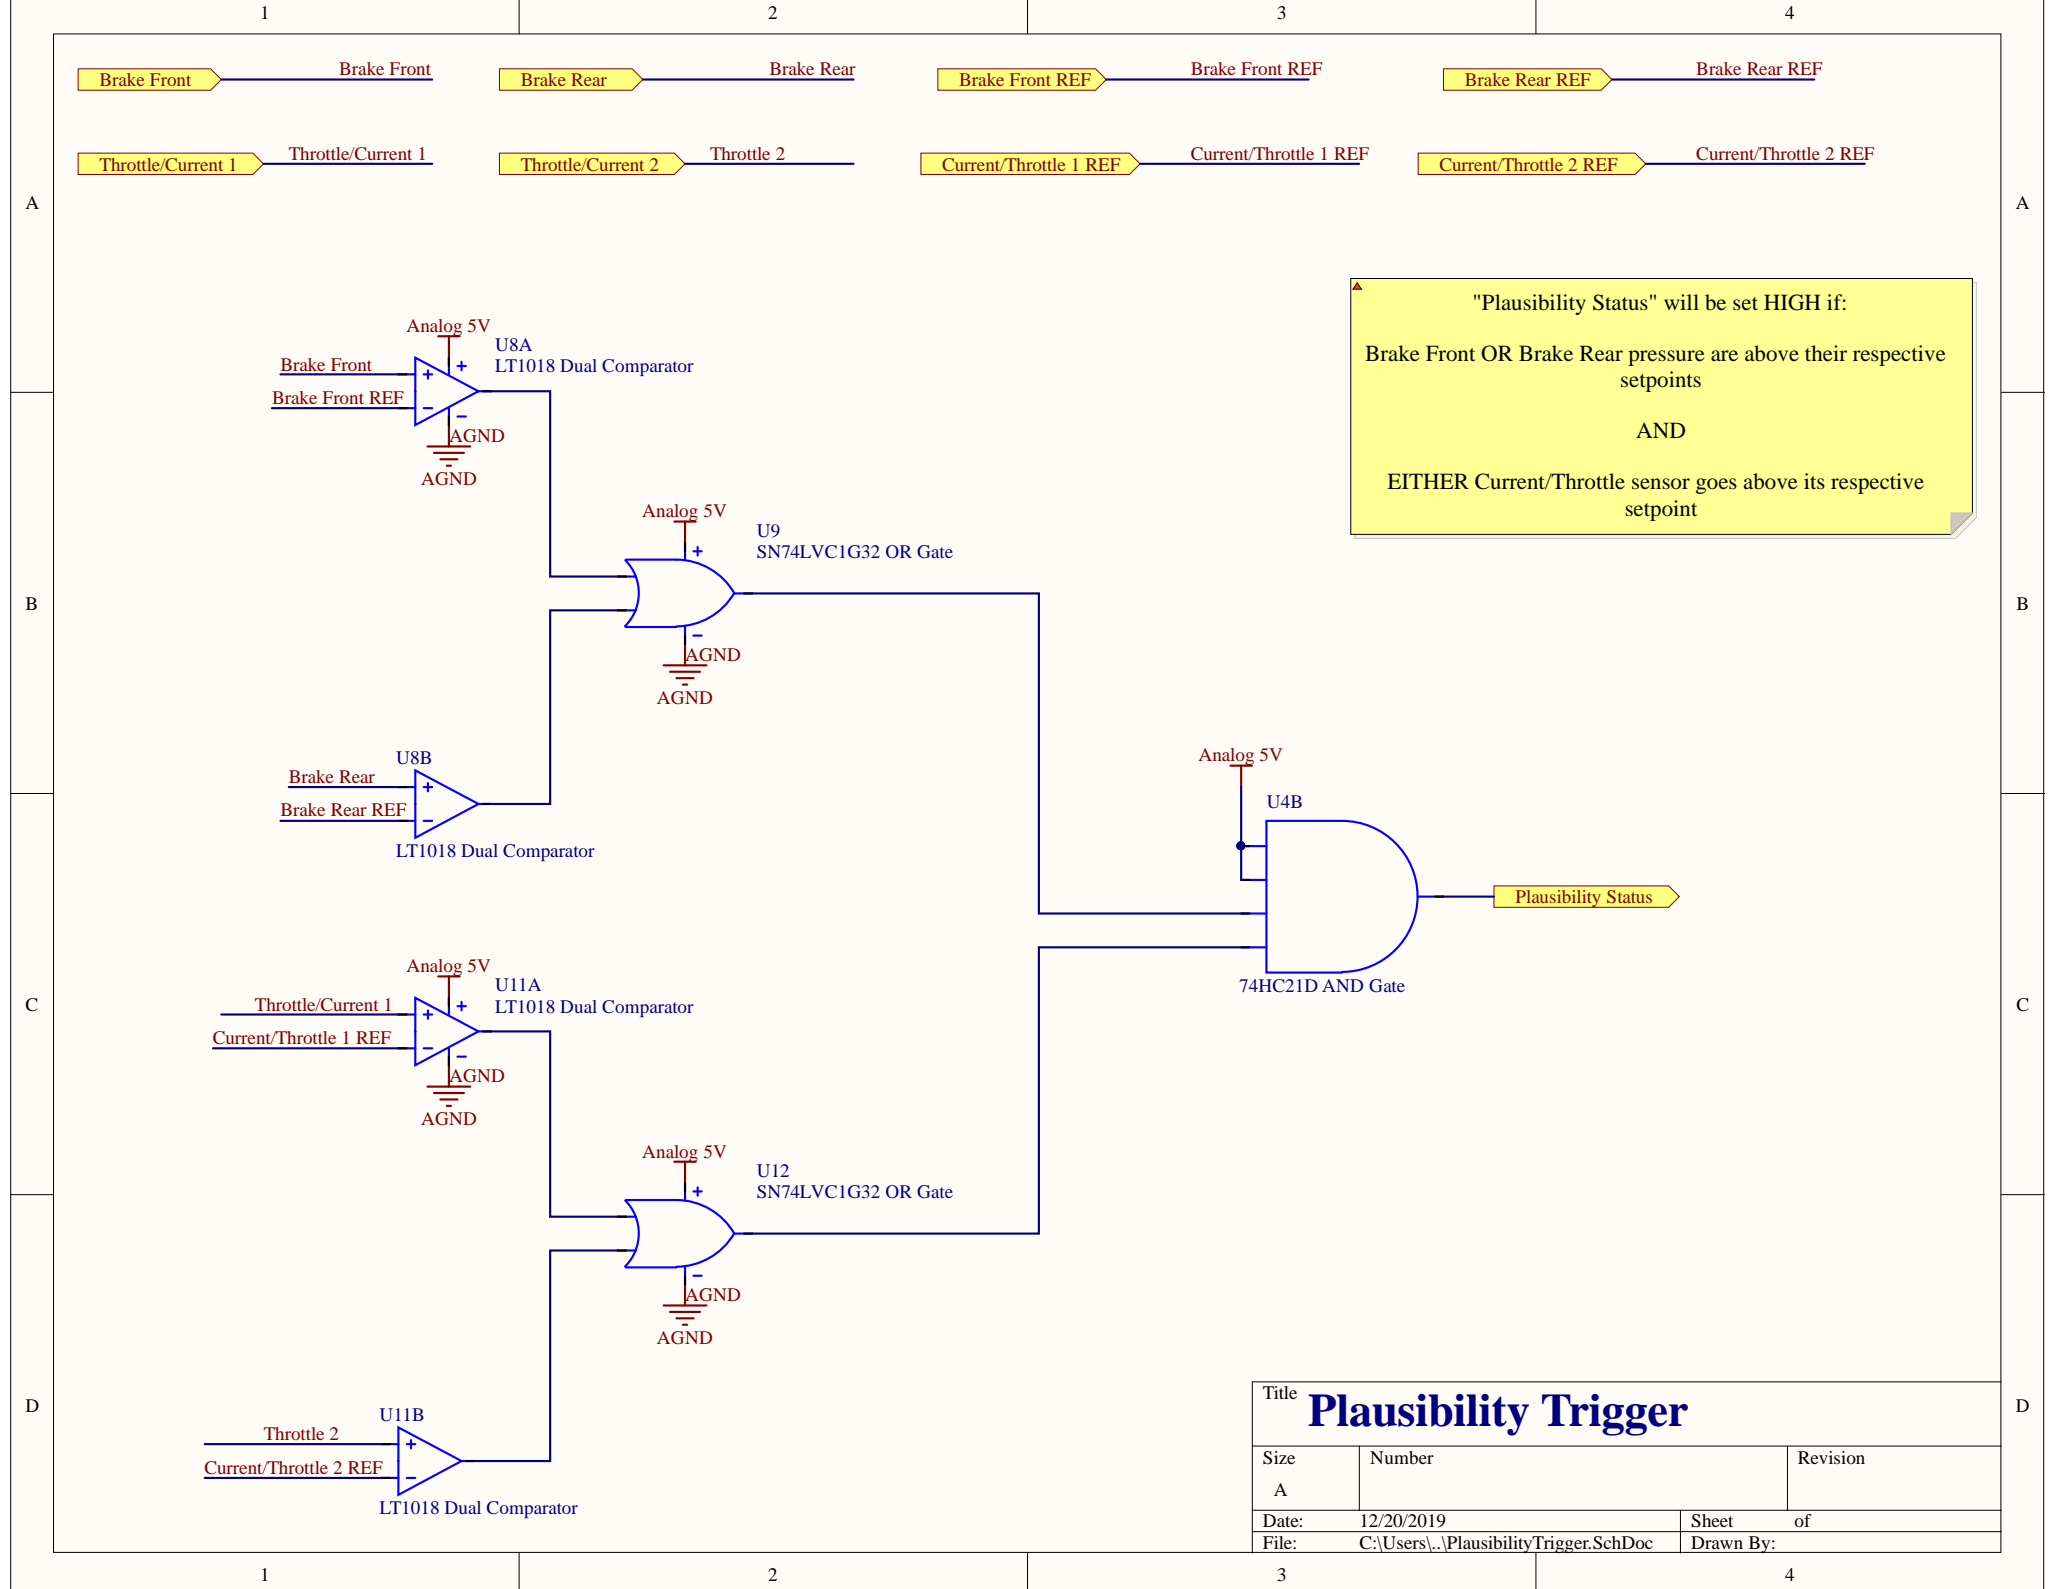 1 2 3 4
Brake Front Brake Front Brake Rear Brake Rear Brake Front REF Brake Front REF Brake Rear REF Brake Rear REF
Throttle/Current 1 Throttle/Current 1 Throttle/Current 2 Throttle 2 Current/Throttle 1 REF Current/Throttle 1 REF Current/Throttle 2 REF Current/Throttle 2 REF
A A
"Plausibility Status" will be set HIGH if:
Brake Front OR Brake Rear pressure are above their respective
setpoints
AND
EITHER Current/Throttle sensor goes above its respective
setpoint
Analog 5V
U8A
LT1018 Dual Comparator
Brake Front
Brake Front REF
AGND
AGND
Analog 5V
U9
SN74LVC1G32 OR Gate
AGND
AGND
B B
U8B
Brake Rear
Brake Rear REF
LT1018 Dual Comparator
Analog 5V
U4B
Plausibility Status
74HC21D AND Gate
Analog 5V
U11A
LT1018 Dual Comparator
Throttle/Current 1
Current/Throttle 1 REF
AGND
AGND
C C
Analog 5V
U12
SN74LVC1G32 OR Gate
AGND
AGND
U11B
Throttle 2
Current/Throttle 2 REF
LT1018 Dual Comparator
D D
Title Plausibility Trigger
Size Number Revision
A
Date: 12/20/2019 Sheet of
File: C:\Users\..\PlausibilityTrigger.SchDoc Drawn By:
1 2 3 4